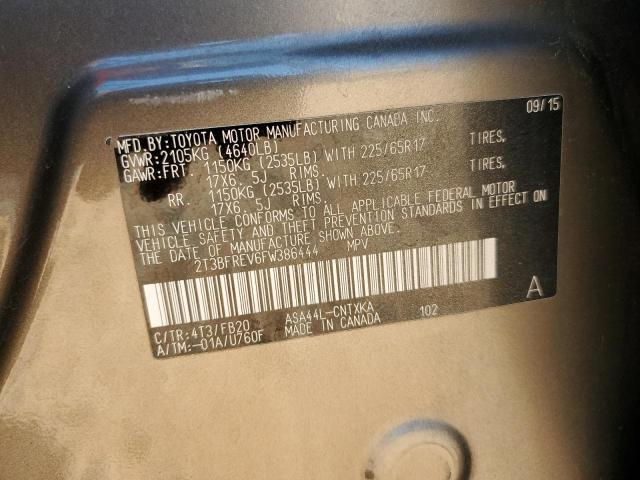 09/15
MFD.BY:TOYOTA MOTOR MANUFACTURING CANADA INC.
GVWR:2105KG (4640LB)
GAWR:FRT. 1150KG (2535LB) WITH 225/65R17 TIRES,
17X6.5J RIMS.
RR. 1150KG (2535LB) WITH 225/65R17 TIRES,
17X6.5J RIMS.
THIS VEHICLE CONFORMS TO ALL APPLICABLE FEDERAL MOTOR
VEHICLE SAFETY AND THEFT PREVENTION STANDARDS IN EFFECT ON
THE DATE OF MANUFACTURE SHOWN ABOVE.
2T3BFREV6FW386444 MPV
A
C/TR:4T3/FB20 ASA44L-CNTXKA 102
A/TM:-01A/U760F MADE IN CANADA